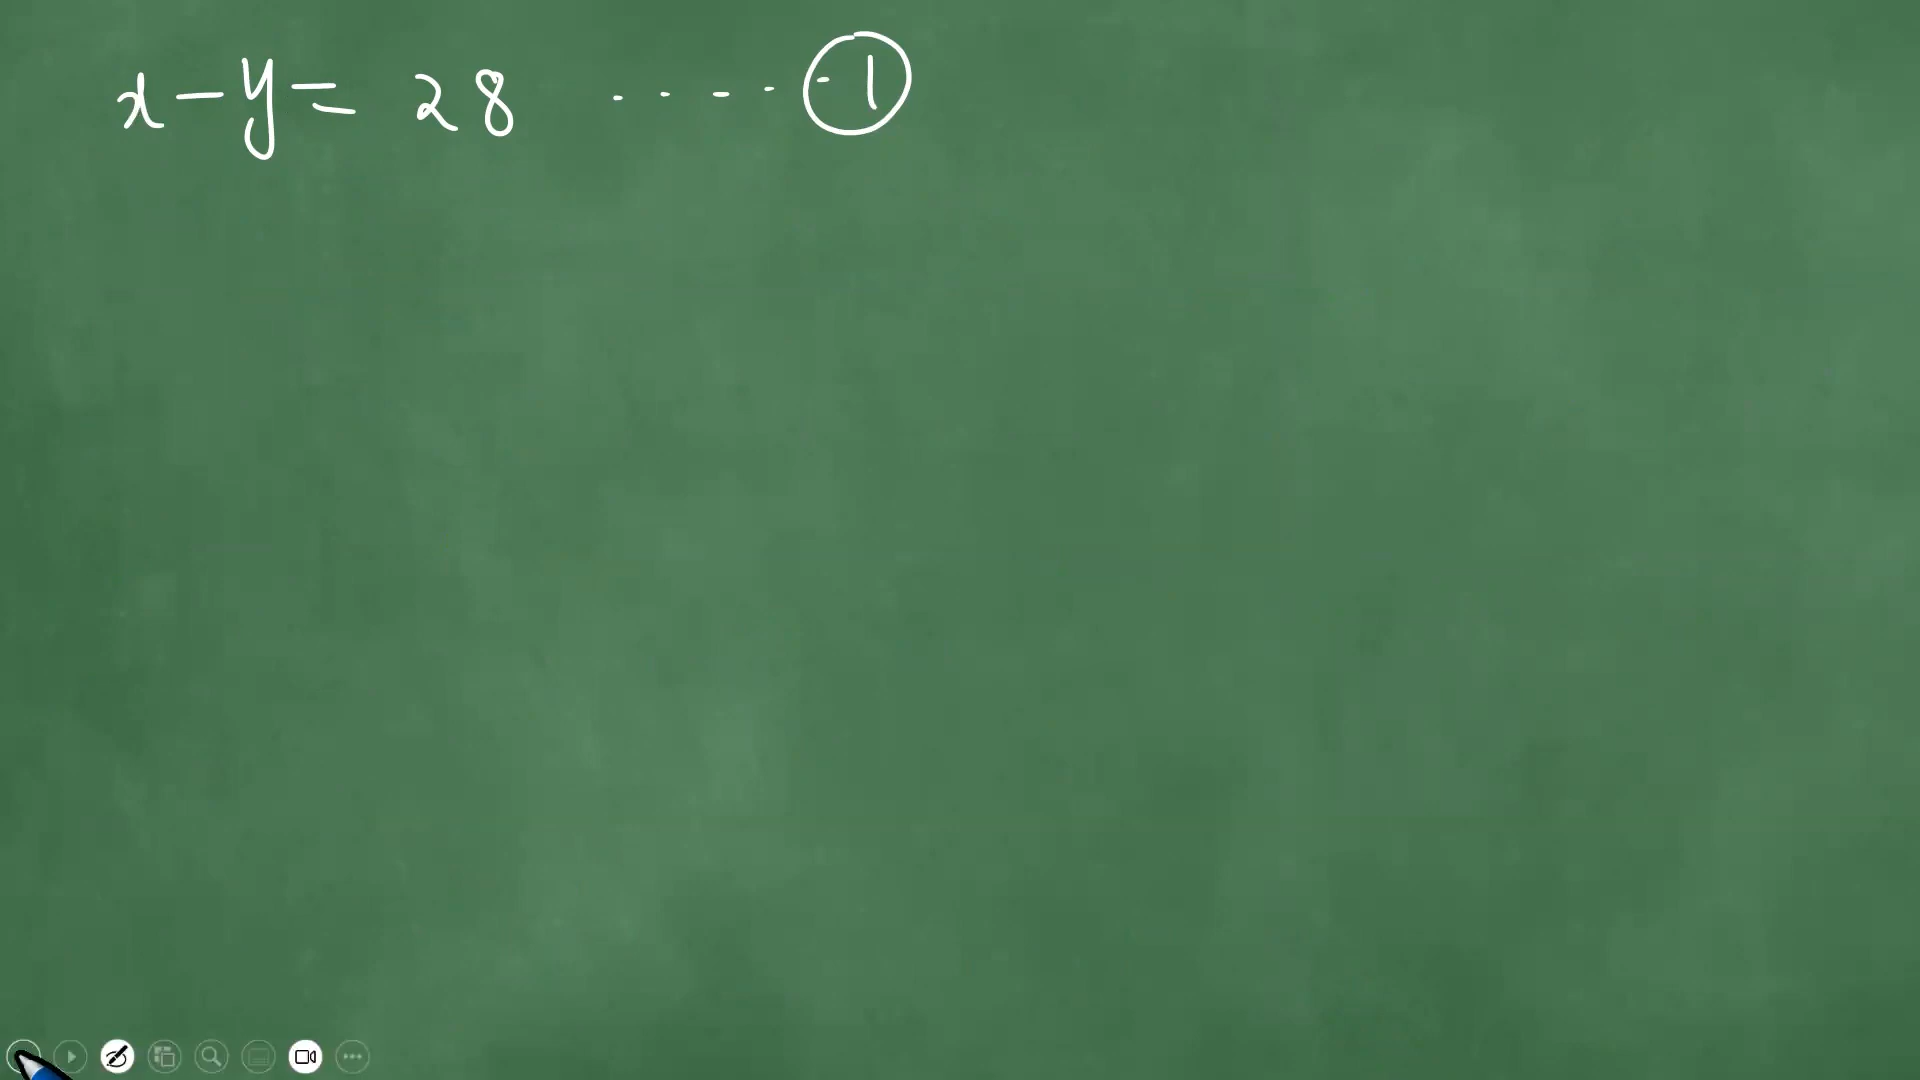 x - y = 28 ----- 1